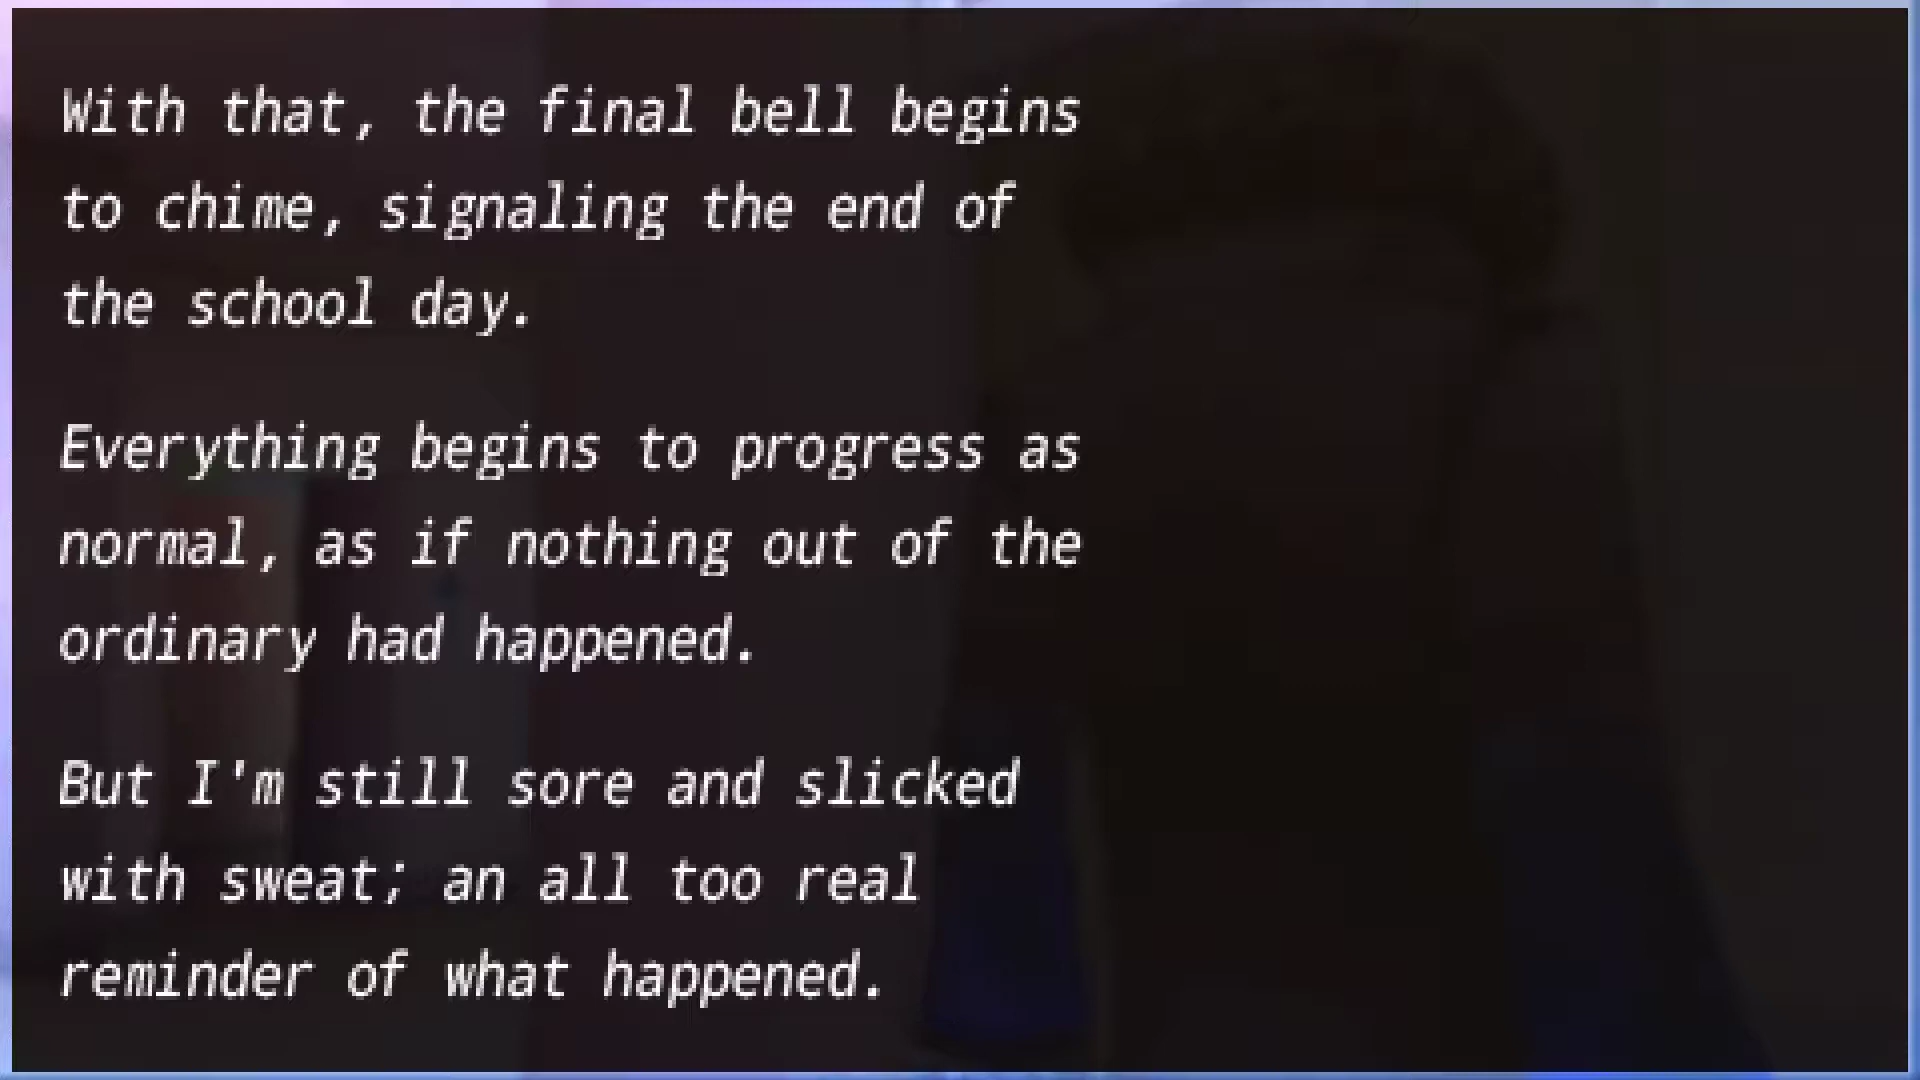 With that, the final bell begins
to chime, signaling the end of
the school day.
Everything begins to progress as
normal, as if nothing out of the
ordinary had happened.
But I'm still sore and slicked
with sweat; an all too real
reminder of what happened.